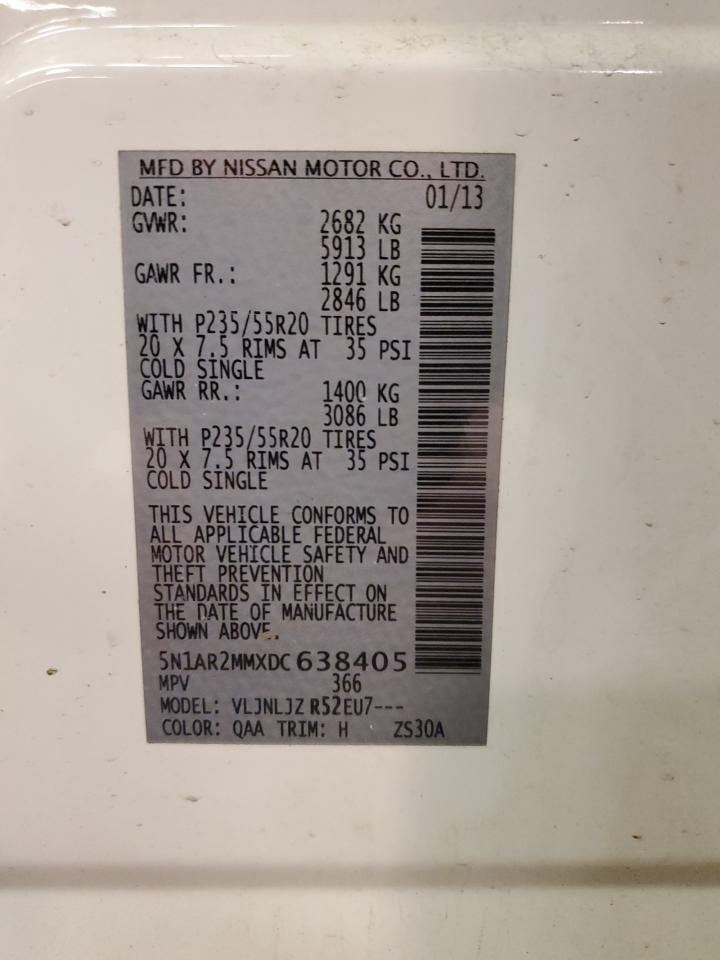 MFD BY NISSAN MOTOR CO., LTD.
DATE: 01/13
GVWR: 2682 KG
5913 LB
GAWR FR.: 1291 KG
2846 LB
WITH P235/55R20 TIRES
20 X 7.5 RIMS AT 35 PSI
COLD SINGLE
GAWR RR.: 1400 KG
3086 LB
WITH P235/55R20 TIRES
20 X 7.5 RIMS AT 35 PSI
COLD SINGLE
THIS VEHICLE CONFORMS TO
ALL APPLICABLE FEDERAL
MOTOR VEHICLE SAFETY AND
THEFT PREVENTION
STANDARDS IN EFFECT ON
THE DATE OF MANUFACTURE
SHOWN ABOVE.
5N1AR2MMXDC638405
MPV 366
MODEL: VLJNLJZ R52EU7---
COLOR: QAA TRIM: H ZS30A